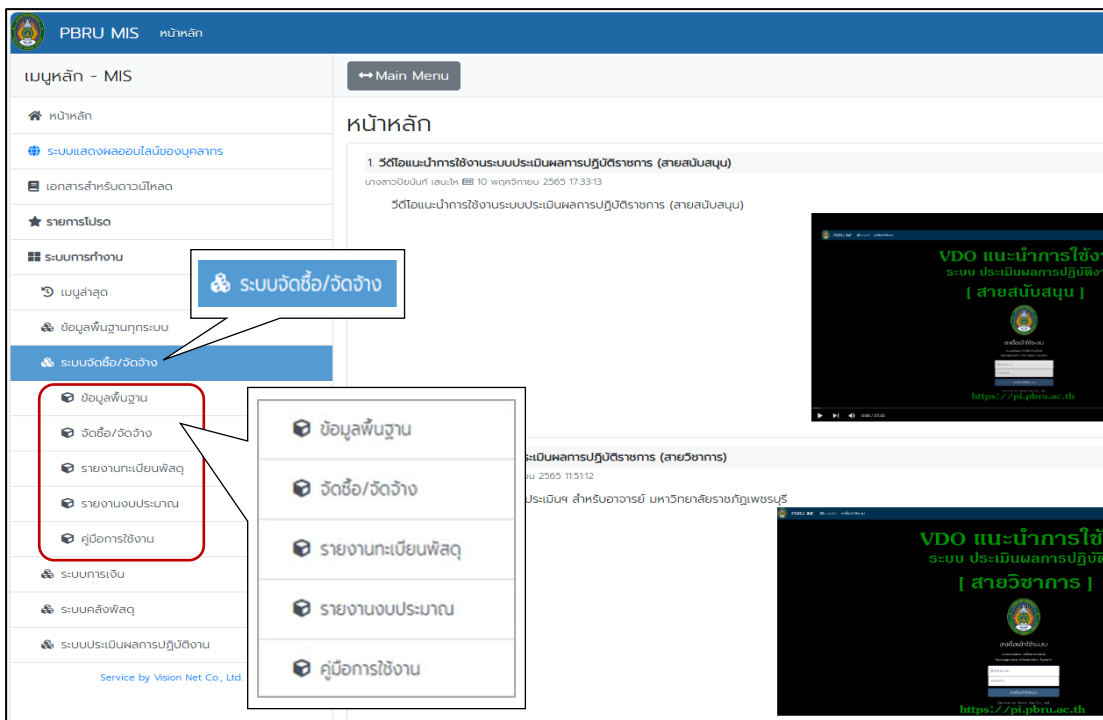 PBRU MIS หน้าหลัก
เมนูหลัก - MIS
หน้าหลัก
ระบบแสดงผลออนไลน์ของบุคลากร
เอกสารสำหรับดาวน์โหลด
รายการโปรด
ระบบการทำงาน
เมนูล่าสุด
ข้อมูลพื้นฐานทุกระบบ
ระบบจัดซื้อ/จัดจ้าง
ข้อมูลพื้นฐาน
จัดซื้อ/จัดจ้าง
รายงานทะเบียนพัสดุ
รายงานงบประมาณ
คู่มือการใช้งาน
ระบบการเงิน
ระบบคลังพัสดุ
ระบบประเมินผลการปฏิบัติงาน
Service by Vision Net Co., Ltd
ระบบจัดซื้อ/จัดจ้าง
ข้อมูลพื้นฐาน
จัดซื้อ/จัดจ้าง
รายงานทะเบียนพัสดุ
รายงานงบประมาณ
คู่มือการใช้งาน
Main Menu
หน้าหลัก
1. วีดีโอแนะนำการใช้งานระบบประเมินผลการปฏิบัติราชการ (สายสนับสนุน)
นางสาวปิยนันท์ เสนะโห 10 พฤศจิกายน 2565 17:33:13
วีดีโอแนะนำการใช้งานระบบประเมินผลการปฏิบัติราชการ (สายสนับสนุน)
VDO แนะนำการใช้ง
ระบบ ประเมินผลการปฏิบัติง
[ สายสนับสนุน ]
ลงชื่อเข้าใช้ระบบ
https://pi.pbru.ac.th
0:00 / 37:22
ะเมินผลการปฏิบัติราชการ (สายวิชาการ)
ยน 2565 11:51:12
ประเมินฯ สำหรับอาจารย์ มหาวิทยาลัยราชภัฏเพชรบุรี
VDO แนะนำการใช้
ระบบ ประเมินผลการปฏิบั
[ สายวิชาการ ]
ลงชื่อเข้าใช้ระบบ
https://pi.pbru.ac.th